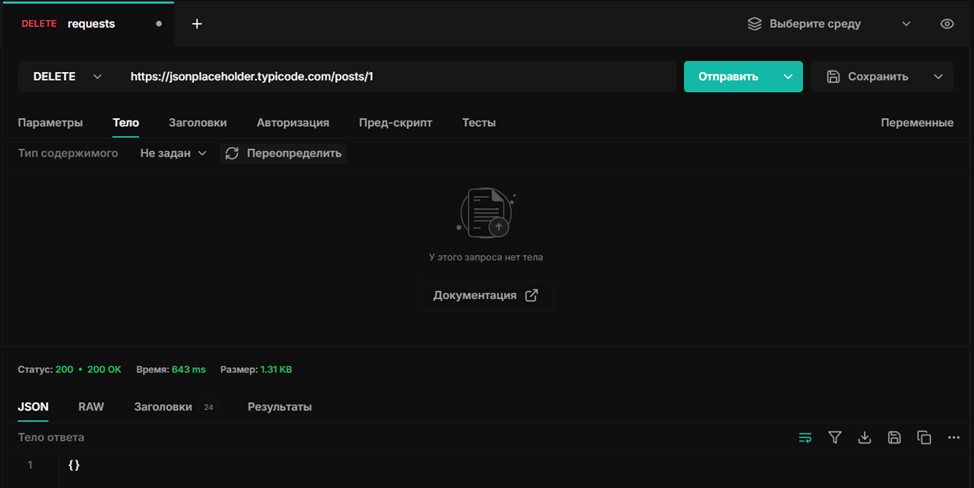 DELETE requests Выберите среду
DELETE https://jsonplaceholder.typicode.com/posts/1 Отправить Сохранить
Параметры Тело Заголовки Авторизация Пред-скрипт Тесты Переменные
Тип содержимого Не задан Переопределить
У этого запроса нет тела
Документация
Статус: 200 • 200 OK Время: 643 ms Размер: 1.31 KB
JSON RAW Заголовки 24 Результаты
Тело ответа
1 {}